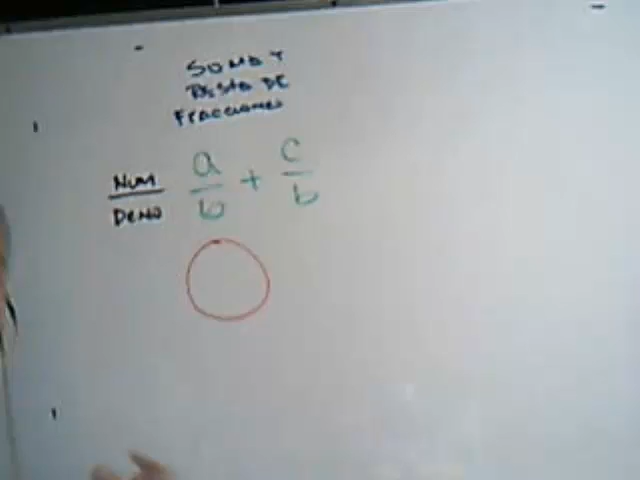 SUMA Y
RESTA DE
FRACCIONES
NUM
DENO
a/b + c/b